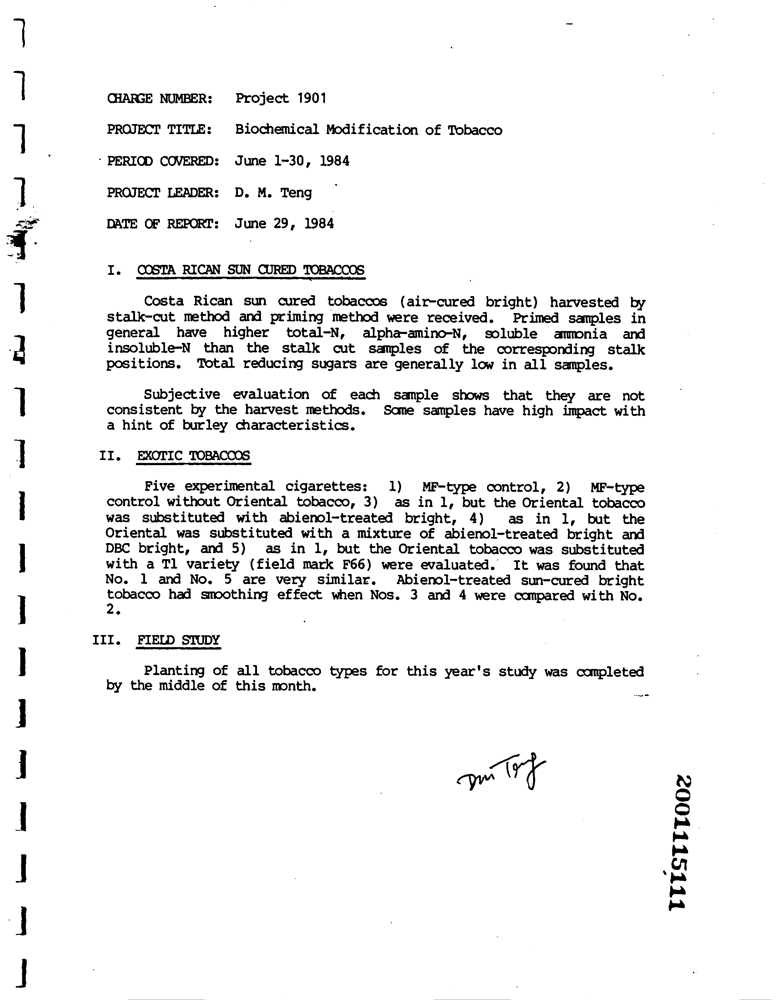 CHARGE NUMBER: Project 1901
PROJECT TITLE: Biochemical Modification of Tobacco
PERIOD COVERED: June 1-30, 1984
PROJECT LEADER: D. M. Teng
DATE OF REPORT: June 29, 1984
I. COSTA RICAN SUN CURED TOBACCOS
Costa Rican sun cured tobaccos (air-cured bright) harvested by
stalk-cut method and priming method were received. Primed samples in
general have higher total-N, alpha-amino-N, soluble ammonia and
insoluble-N than the stalk cut samples of the corresponding stalk
positions. Total reducing sugars are generally low in all samples.
Subjective evaluation of each sample shows that they are not
consistent by the harvest methods. Some samples have high impact with
a hint of burley characteristics.
II. EXOTIC TOBACCOS
Five experimental cigarettes: 1) MF-type control, 2) MF-type
control without Oriental tobacco, 3) as in 1, but the Oriental tobacco
was substituted with abienol-treated bright, 4) as in 1, but the
Oriental was substituted with a mixture of abienol-treated bright and
DBC bright, and 5) as in 1, but the Oriental tobacco was substituted
with a Tl variety (field mark F66) were evaluated. It was found that
No. 1 and No. 5 are very similar. Abienol-treated sun-cured bright
tobacco had smoothing effect when Nos. 3 and 4 were compared with No.
2.
III. FIELD STUDY
Planting of all tobacco types for this year's study was completed
by the middle of this month.
DM Teng
2001115111